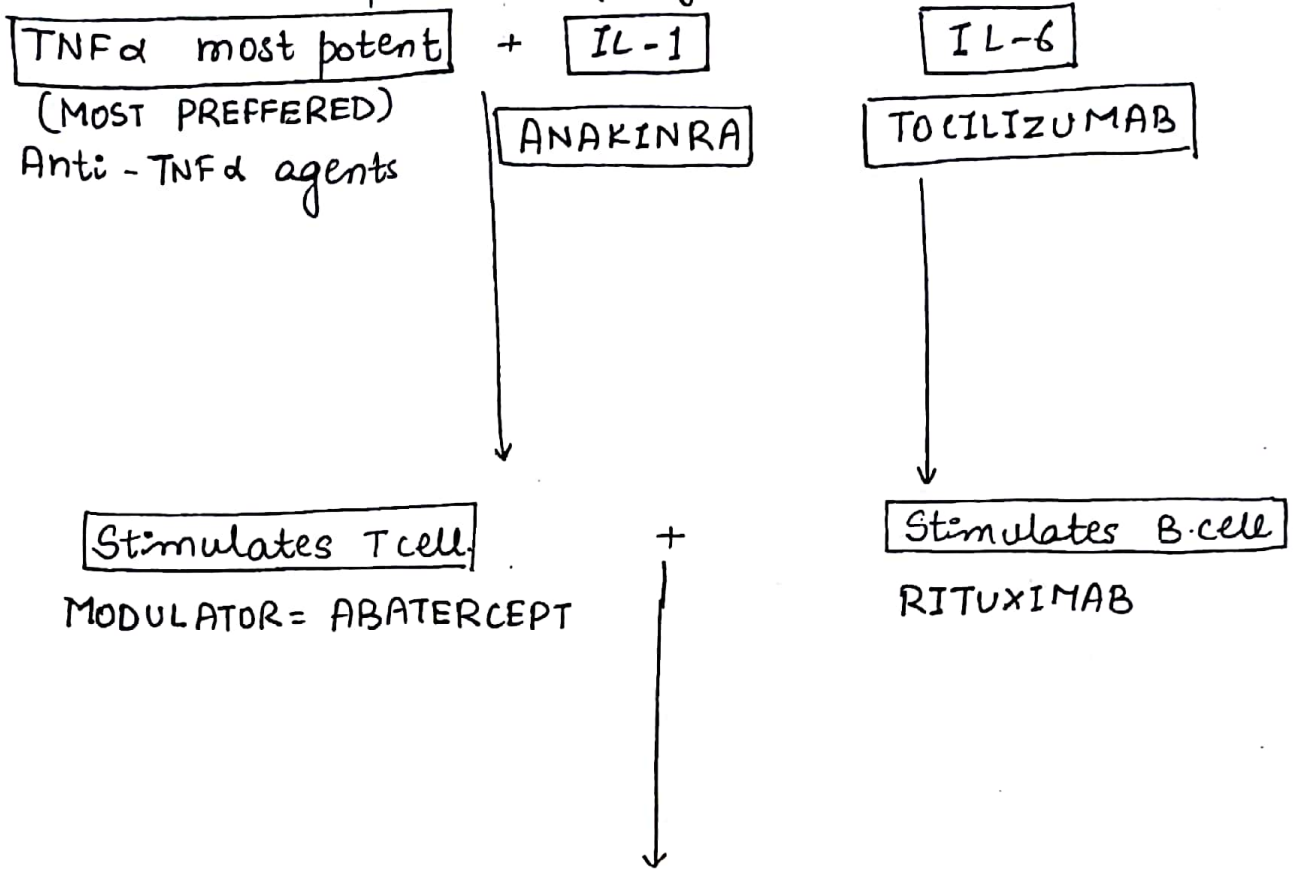 TNFα most potent + IL-1 IL-6
(MOST PREFFERED) ANAKINRA TOCILIZUMAB
Anti - TNFα agents
Stimulates T cell. + Stimulates B.cell
MODULATOR = ABATERCEPT RITUXIMAB